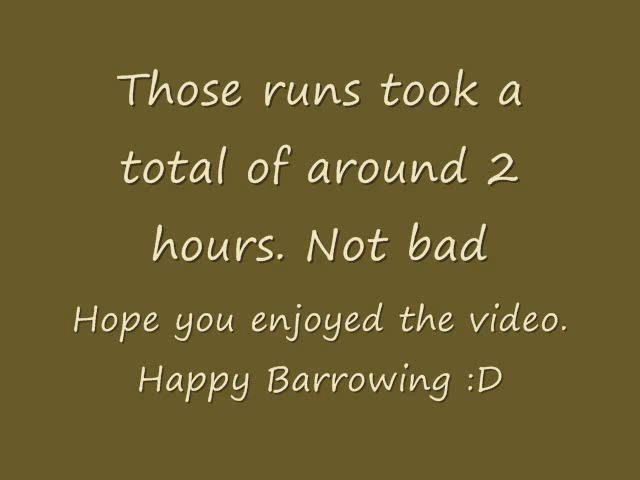 Those runs took a
total of around 2
hours. Not bad
Hope you enjoyed the video.
Happy Barrowing :D